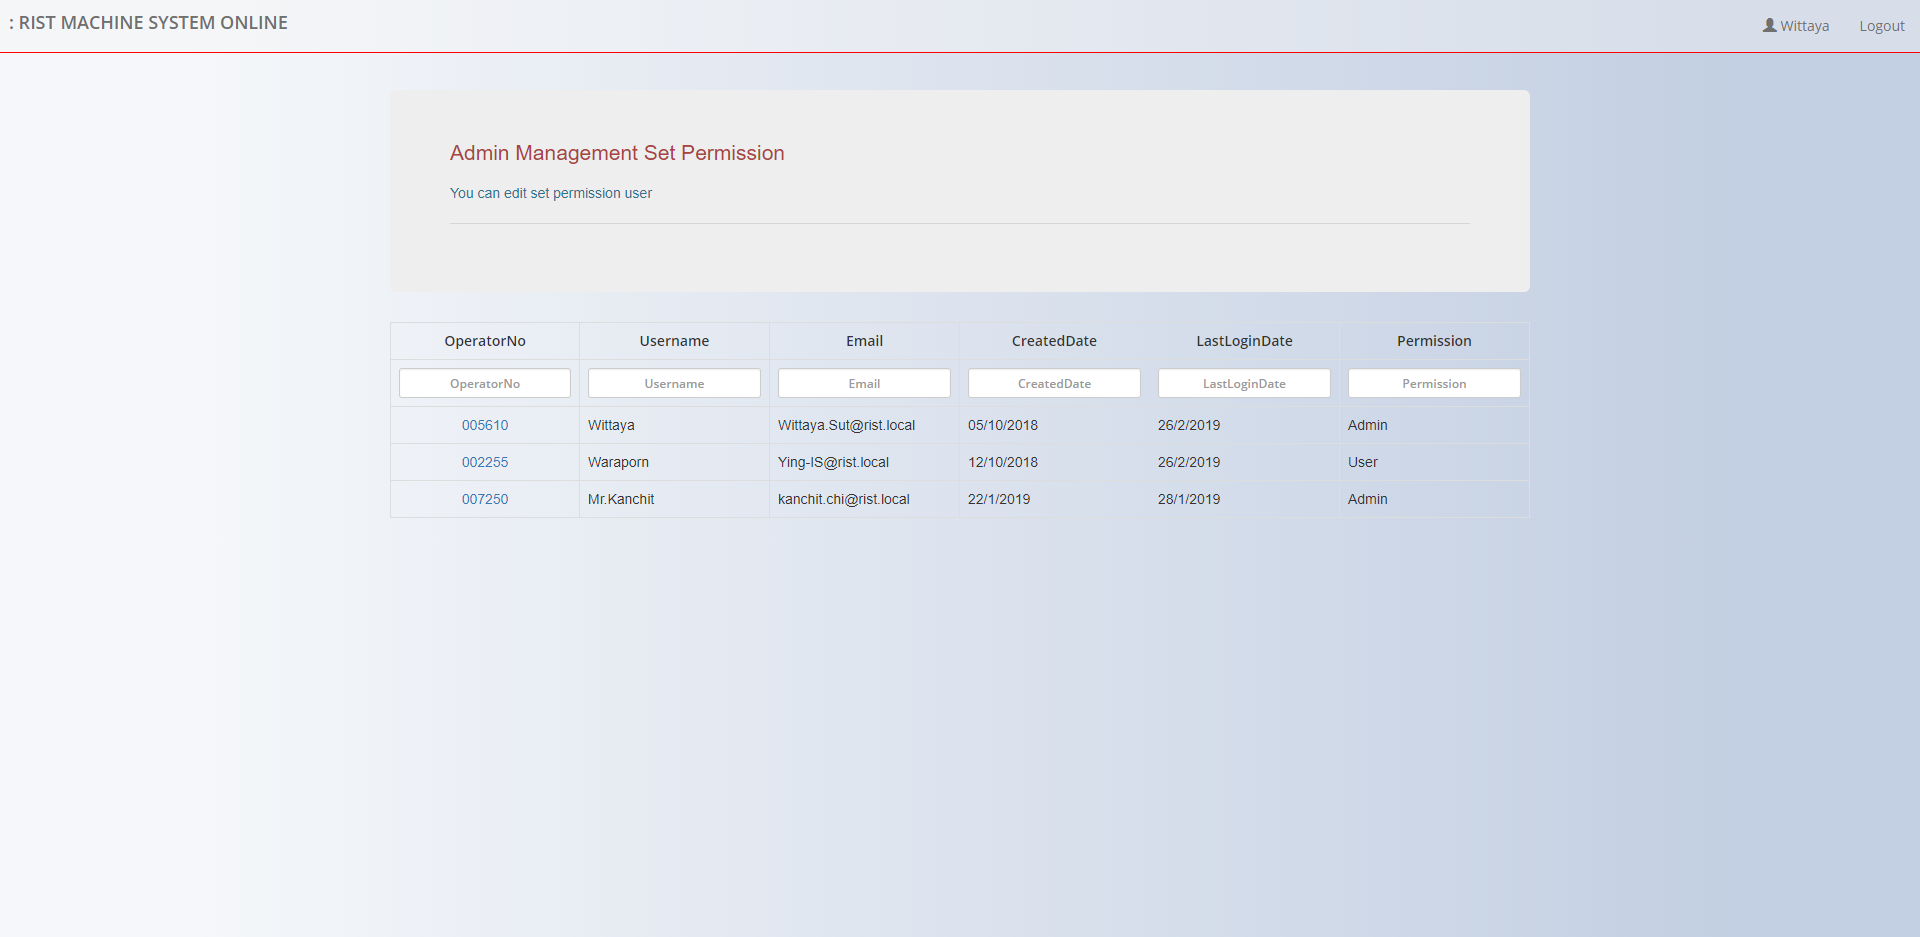 : RIST MACHINE SYSTEM ONLINE
Wittaya Logout
Admin Management Set Permission
You can edit set permission user
OperatorNo Username Email CreatedDate LastLoginDate Permission
OperatorNo Username Email CreatedDate LastLoginDate Permission
005610 Wittaya Wittaya.Sut@rist.local 05/10/2018 26/2/2019 Admin
002255 Waraporn Ying-IS@rist.local 12/10/2018 26/2/2019 User
007250 Mr.Kanchit kanchit.chi@rist.local 22/1/2019 28/1/2019 Admin